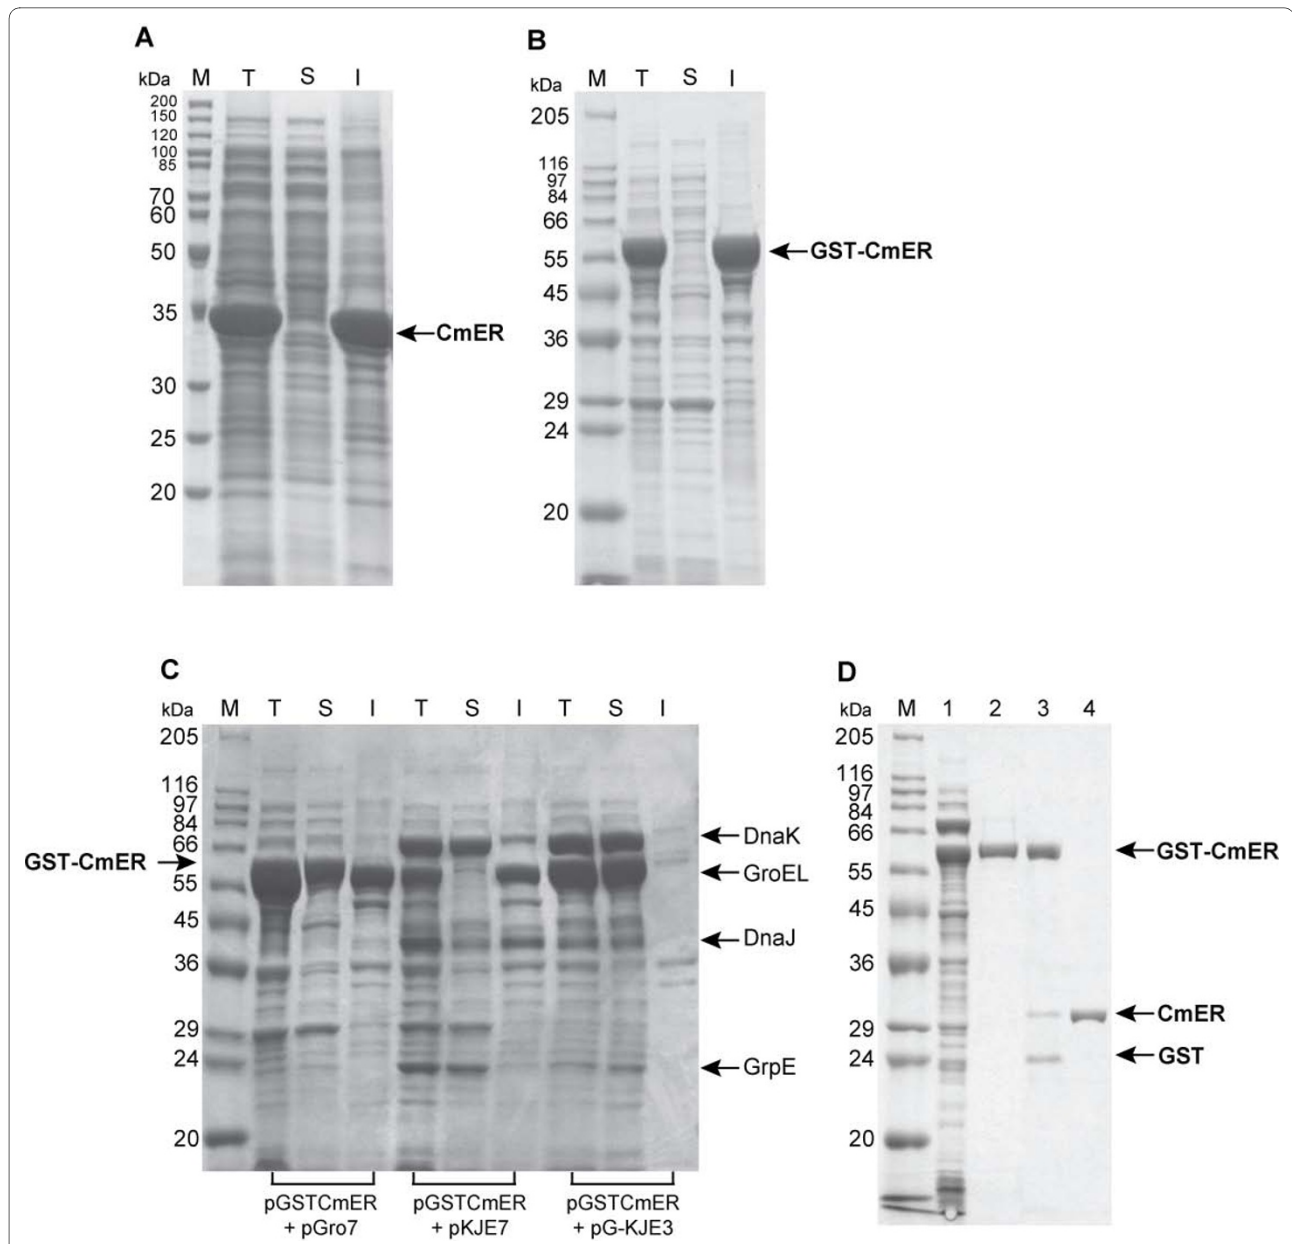 A
kDa M T S I
200
150
120
100
85
70
60
50
35
30
25
20
CmER
B
kDa M T S I
205
116
97
84
66
55
45
36
29
24
20
GST-CmER
C
kDa M T S I T S I T S I
205
116
97
84
66
55
45
36
29
24
20
GST-CmER
DnaK
GroEL
DnaJ
GrpE
pGSTCmER
+ pGro7
pGSTCmER
+ pKJE7
pGSTCmER
+ pG-KJE3
D
kDa M 1 2 3 4
205
116
97
84
66
55
45
36
29
24
20
GST-CmER
CmER
GST